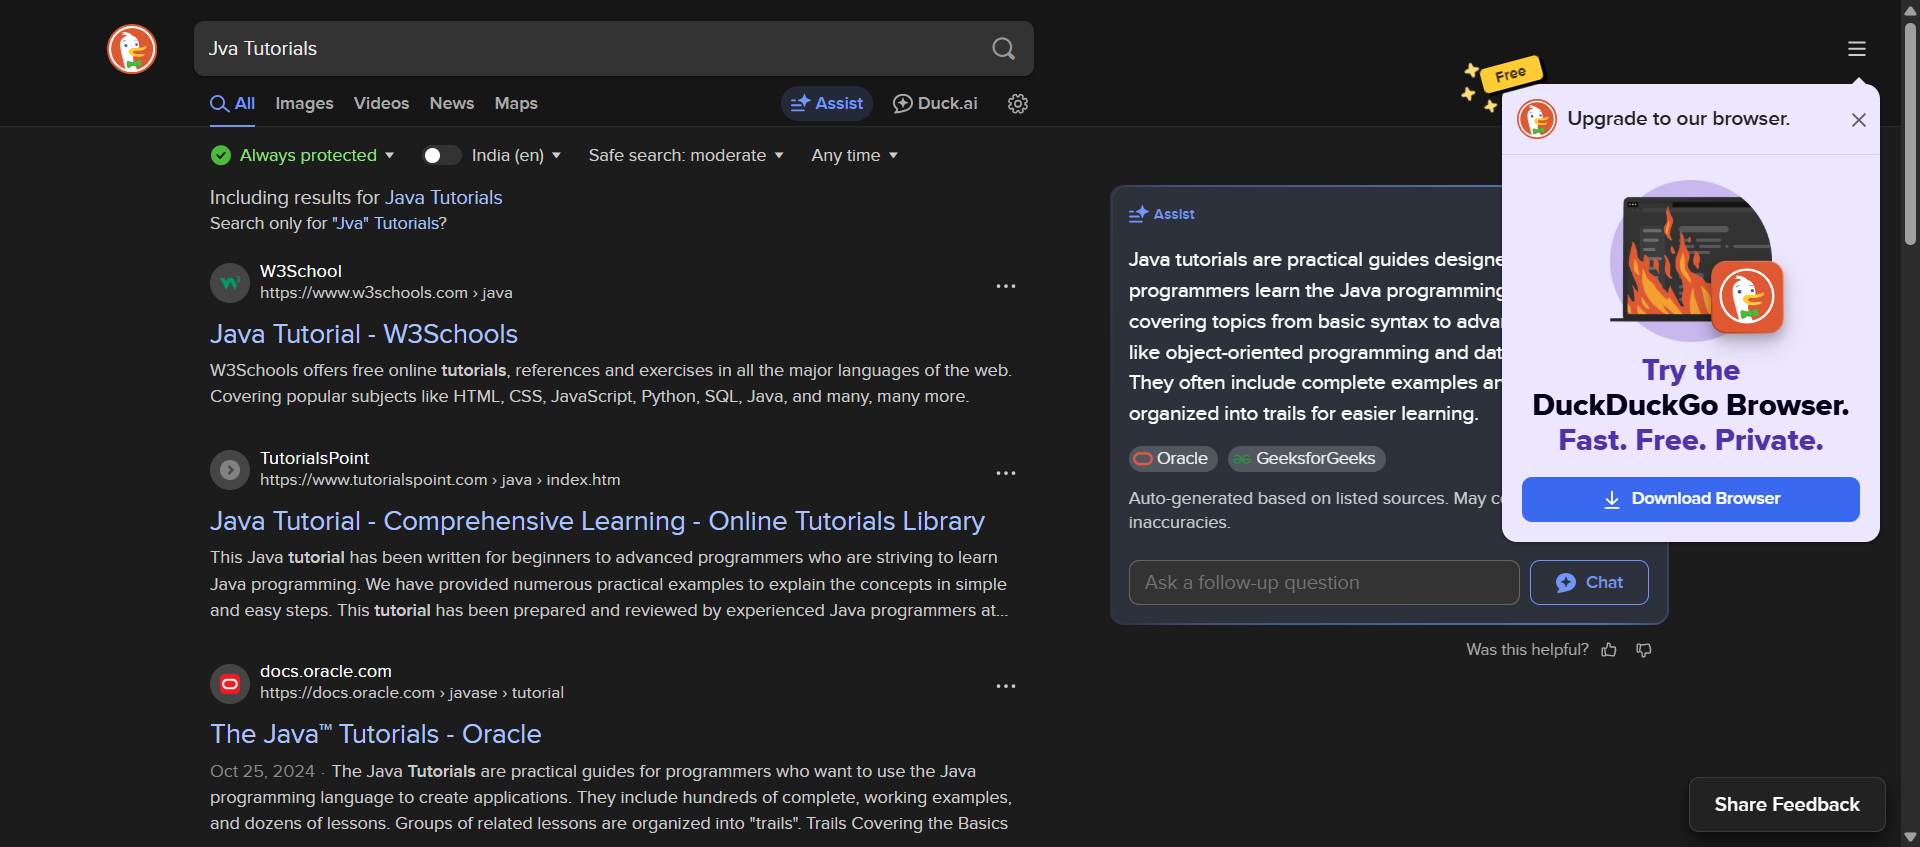 Jva Tutorials
All
Images
Videos
News
Maps
Assist
Duck.ai
Always protected
India (en)
Safe search: moderate
Any time
Including results for Java Tutorials
Search only for "Jva" Tutorials?
W3School
https://www.w3schools.com › java
Java Tutorial - W3Schools
W3Schools offers free online tutorials, references and exercises in all the major languages of the web.
Covering popular subjects like HTML, CSS, JavaScript, Python, SQL, Java, and many, many more.
TutorialsPoint
https://www.tutorialspoint.com › java › index.htm
Java Tutorial - Comprehensive Learning - Online Tutorials Library
This Java tutorial has been written for beginners to advanced programmers who are striving to learn
Java programming. We have provided numerous practical examples to explain the concepts in simple
and easy steps. This tutorial has been prepared and reviewed by experienced Java programmers at...
docs.oracle.com
https://docs.oracle.com › javase › tutorial
The Java™ Tutorials - Oracle
Oct 25, 2024 · The Java Tutorials are practical guides for programmers who want to use the Java
programming language to create applications. They include hundreds of complete, working examples,
and dozens of lessons. Groups of related lessons are organized into "trails". Trails Covering the Basics
Assist
Java tutorials are practical guides designe
programmers learn the Java programming
covering topics from basic syntax to adva
like object-oriented programming and dat
They often include complete examples an
organized into trails for easier learning.
Oracle
GeeksforGeeks
Auto-generated based on listed sources. May co
inaccuracies.
Ask a follow-up question
Chat
Was this helpful?
Free
Upgrade to our browser.
Try the
DuckDuckGo Browser.
Fast. Free. Private.
Download Browser
Share Feedback